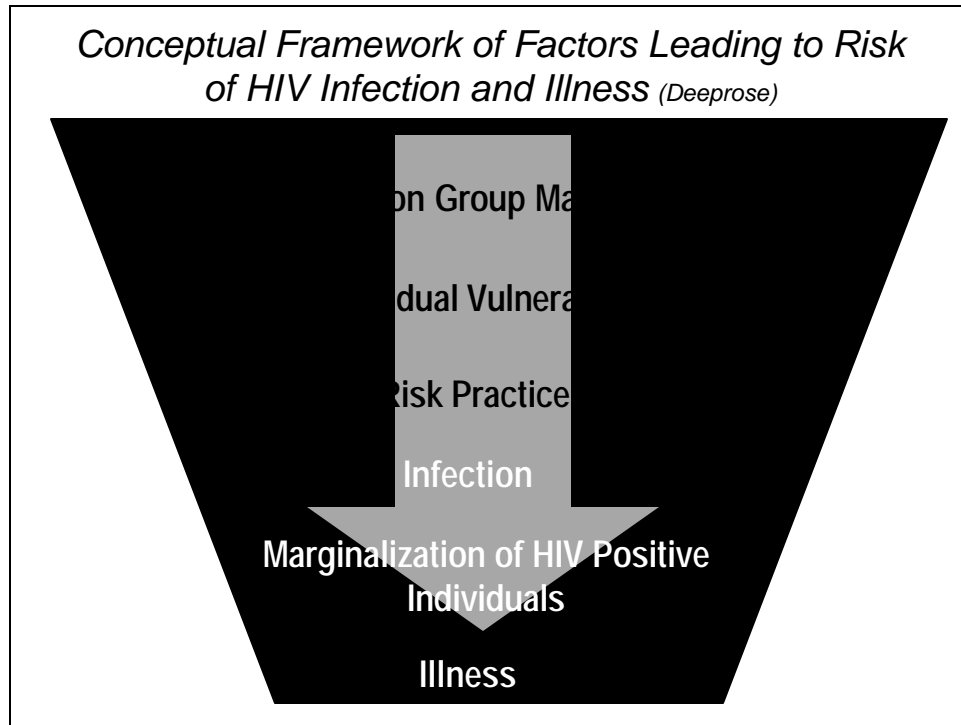 Conceptual Framework of Factors Leading to Risk
of HIV Infection and Illness (Deeprose)
on Group Ma
dual Vulnera
Risk Practice
Infection
Marginalization of HIV Positive
Individuals
Illness